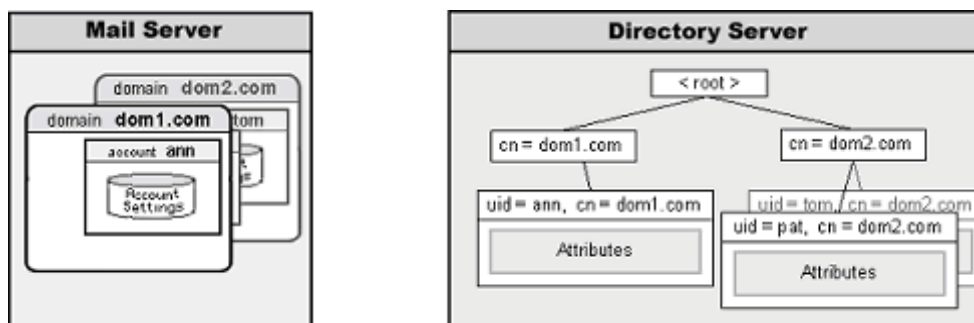 Mail Server
domain dom2.com
domain dom1.com
tom
account ann
Account
Settings
Directory Server
< root >
cn = dom1.com
cn = dom2.com
uid = ann, cn = dom1.com
Attributes
uid = tom, cn = dom2.com
uid = pat, cn = dom2.com
Attributes